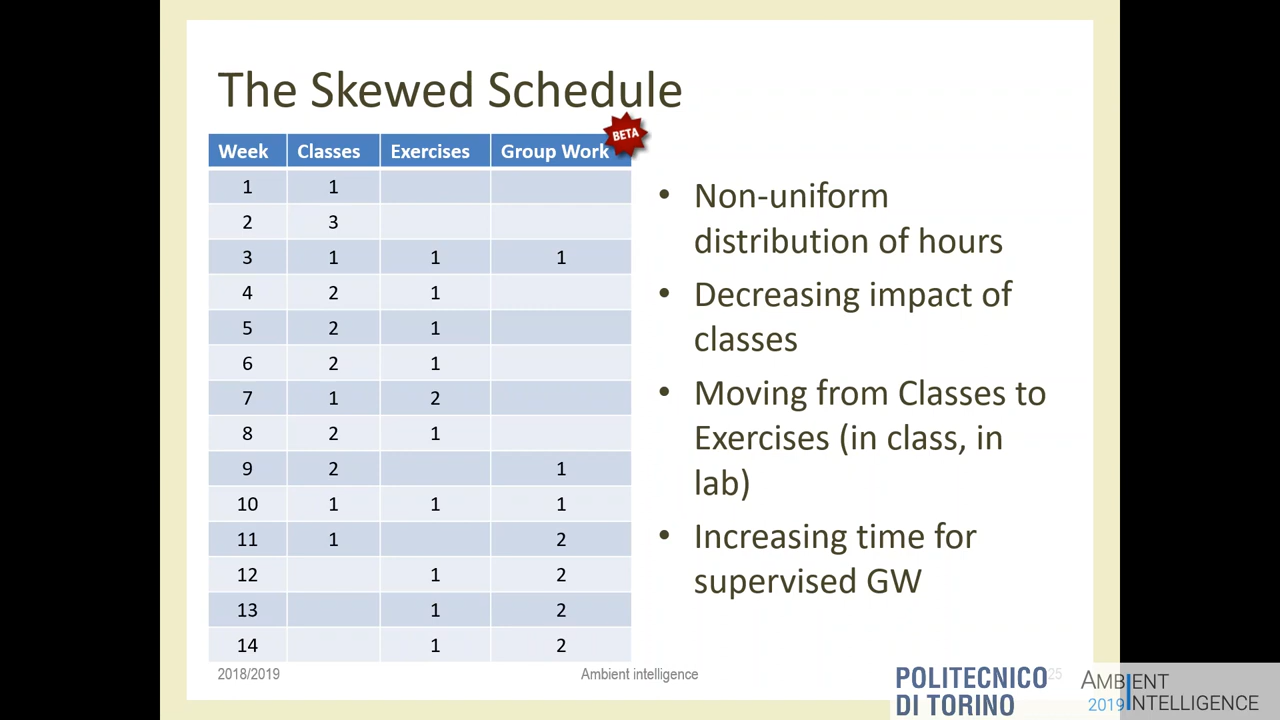 The Skewed Schedule
BETA
Week Classes Exercises Group Work
1 1
2 3
3 1 1 1
4 2 1
5 2 1
6 2 1
7 1 2
8 2 1
9 2 1
10 1 1 1
11 1 2
12 1 2
13 1 2
14 1 2
• Non-uniform
distribution of hours
• Decreasing impact of
classes
• Moving from Classes to
Exercises (in class, in
lab)
• Increasing time for
supervised GW
2018/2019 Ambient intelligence 25
POLITECNICO
DI TORINO
AMBIENT
2019 INTELLIGENCE